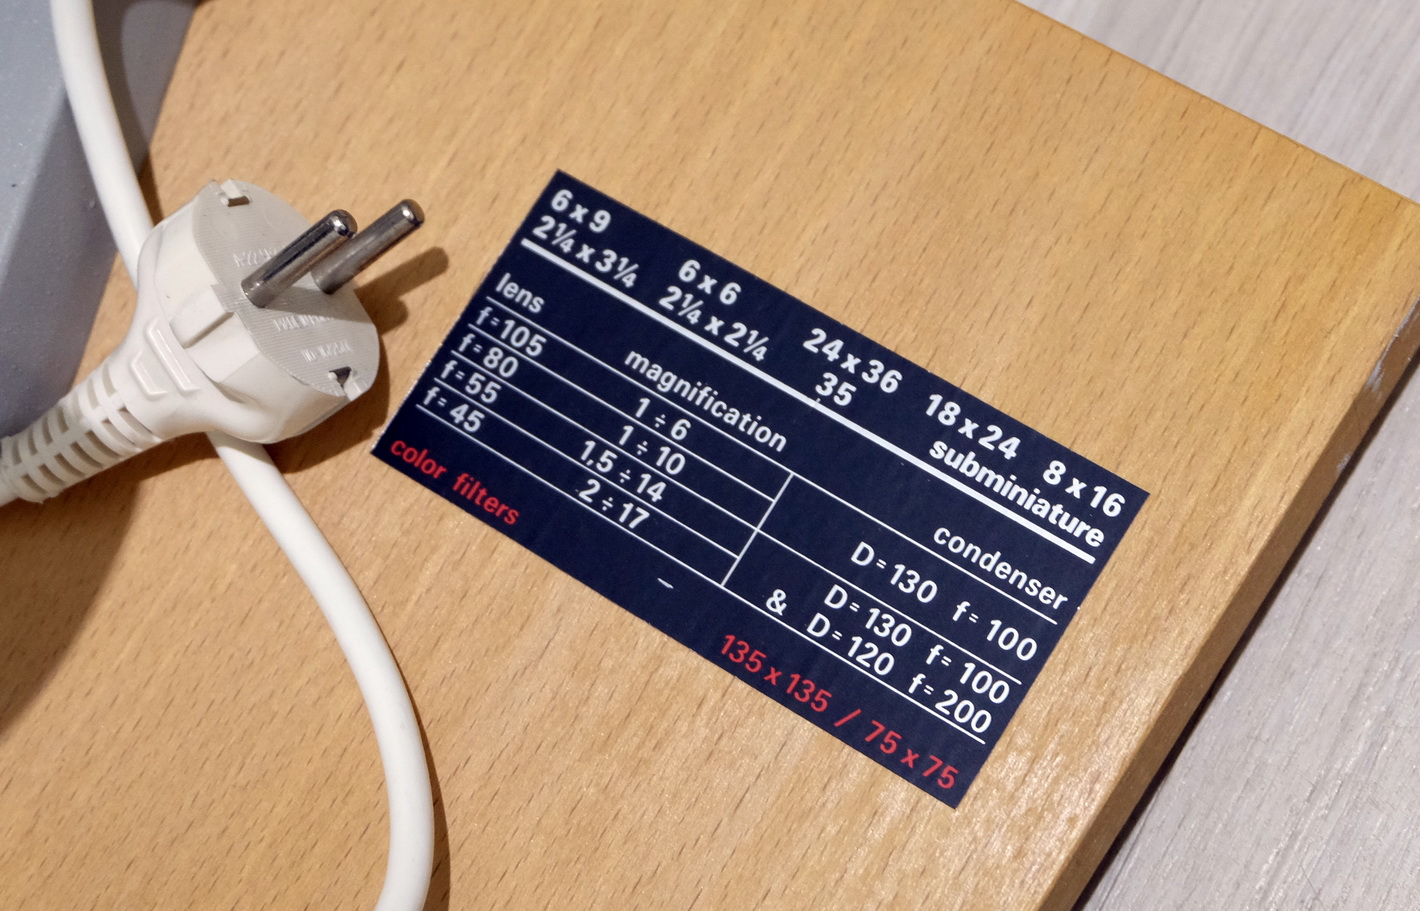 6 x 9 6 x 6 24 x 36 18 x 24 8 x 16
2¼ x 3¼ 2¼ x 2¼ 35 subminiature
lens magnification condenser
f=105 1÷6 D=130 f=100
f=80 1÷10 D=130 f=100
f=55 1,5÷14 & D=120 f=200
f=45 2÷17
color filters 135 x 135 / 75 x 75